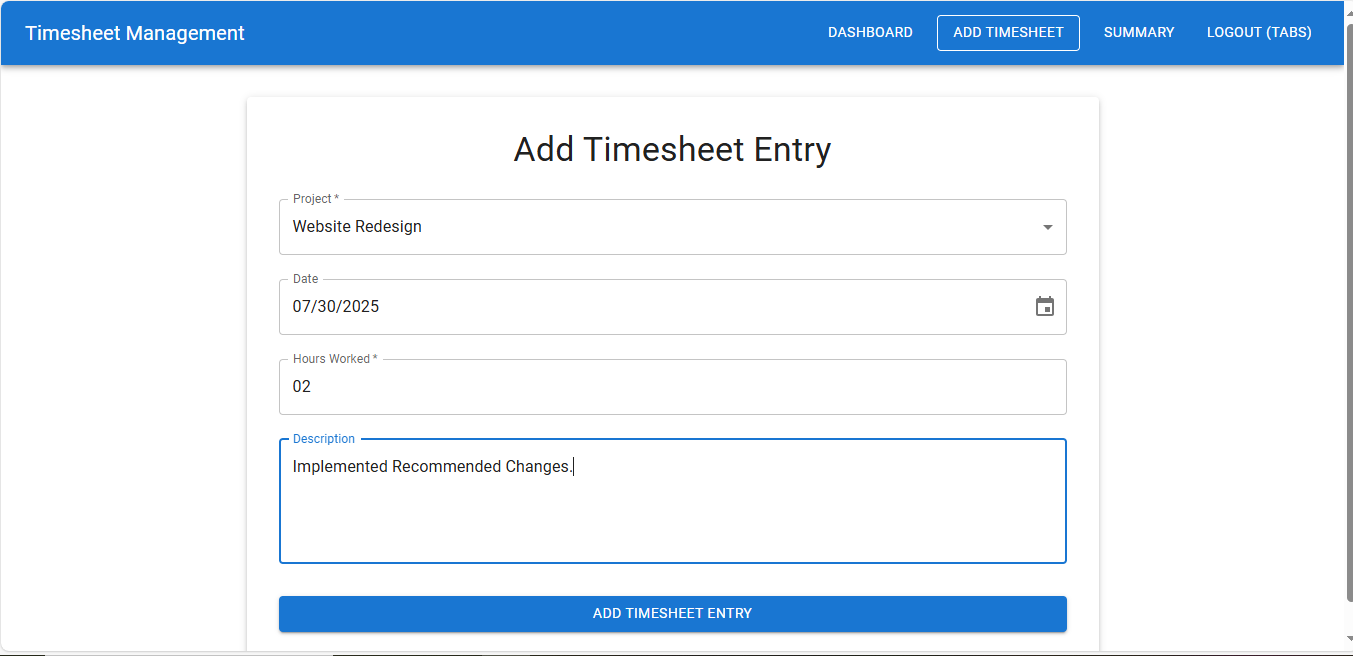 Timesheet Management
DASHBOARD
ADD TIMESHEET
SUMMARY
LOGOUT (TABS)
Add Timesheet Entry
Project *
Website Redesign
Date
07/30/2025
Hours Worked *
02
Description
Implemented Recommended Changes.
ADD TIMESHEET ENTRY